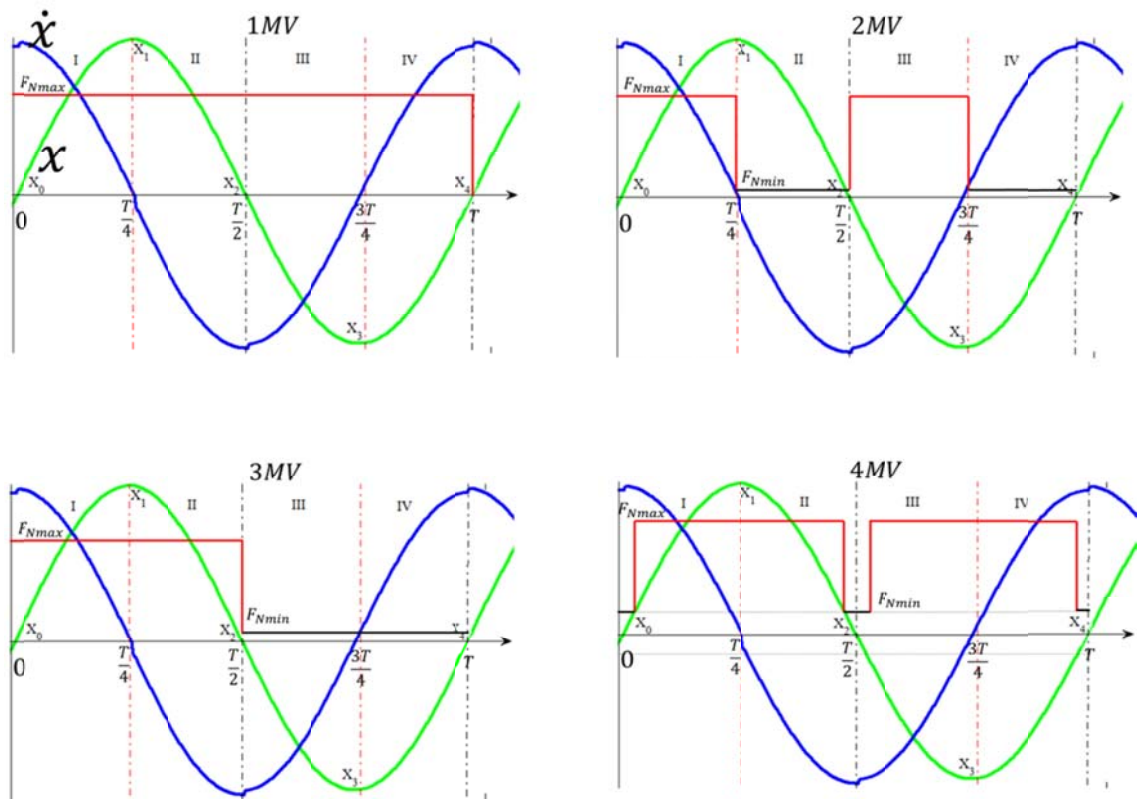 ẋ
1MV
I
X₁
II
III
IV
F_Nmax
x
X₀
X₂
X₄
0
T/4
T/2
3T/4
T
X₃
2MV
I
X₁
II
III
IV
F_Nmax
X₀
F_Nmin
X₂
X₄
0
T/4
T/2
3T/4
T
X₃
3MV
I
X₁
II
III
IV
F_Nmax
F_Nmin
X₀
X₂
X₄
0
T/4
T/2
3T/4
T
X₃
4MV
I
X₁
II
III
IV
F_Nmax
F_Nmin
X₀
X₂
X₄
0
T/4
T/2
3T/4
T
X₃